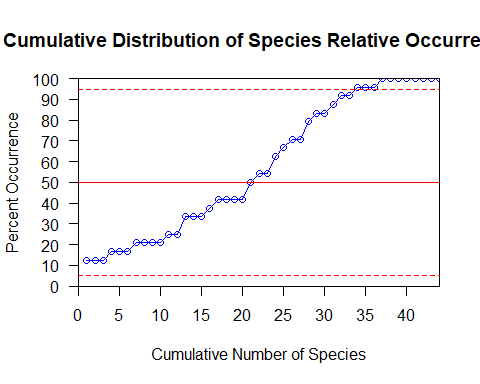 Cumulative Distribution of Species Relative Occurre
100
90
80
70
60
50
40
30
20
10
0
Percent Occurrence
0 5 10 15 20 25 30 35 40
Cumulative Number of Species